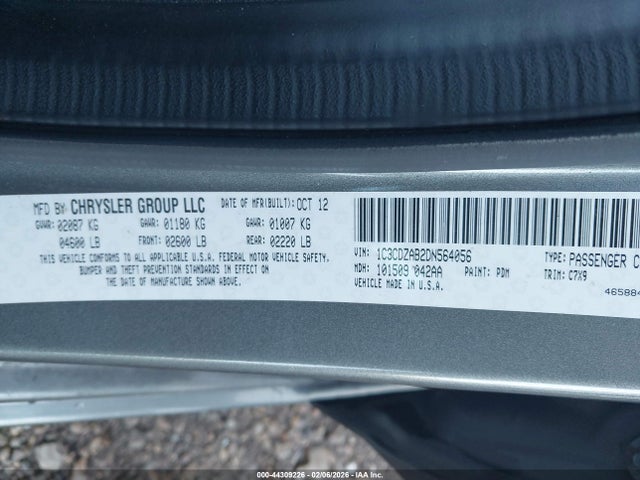 MFD BY CHRYSLER GROUP LLC DATE OF MFR(BUILT): OCT 12
GVWR: 02087 KG GAWR: 01180 KG GAWR: 01007 KG
04600 LB FRONT: 02600 LB REAR: 02220 LB
THIS VEHICLE CONFORMS TO ALL APPLICABLE U.S.A. FEDERAL MOTOR VEHICLE SAFETY,
BUMPER AND THEFT PREVENTION STANDARDS IN EFFECT ON
THE DATE OF MANUFACTURE SHOWN ABOVE.
VIN: 1C3CDZAB2DN564056 TYPE: PASSENGER C
MDH: 101509 042AA PAINT: PDM TRIM: C7X9
VEHICLE MADE IN U.S.A.
46588
000-44309226 - 02/06/2026 - IMPACT, LLC